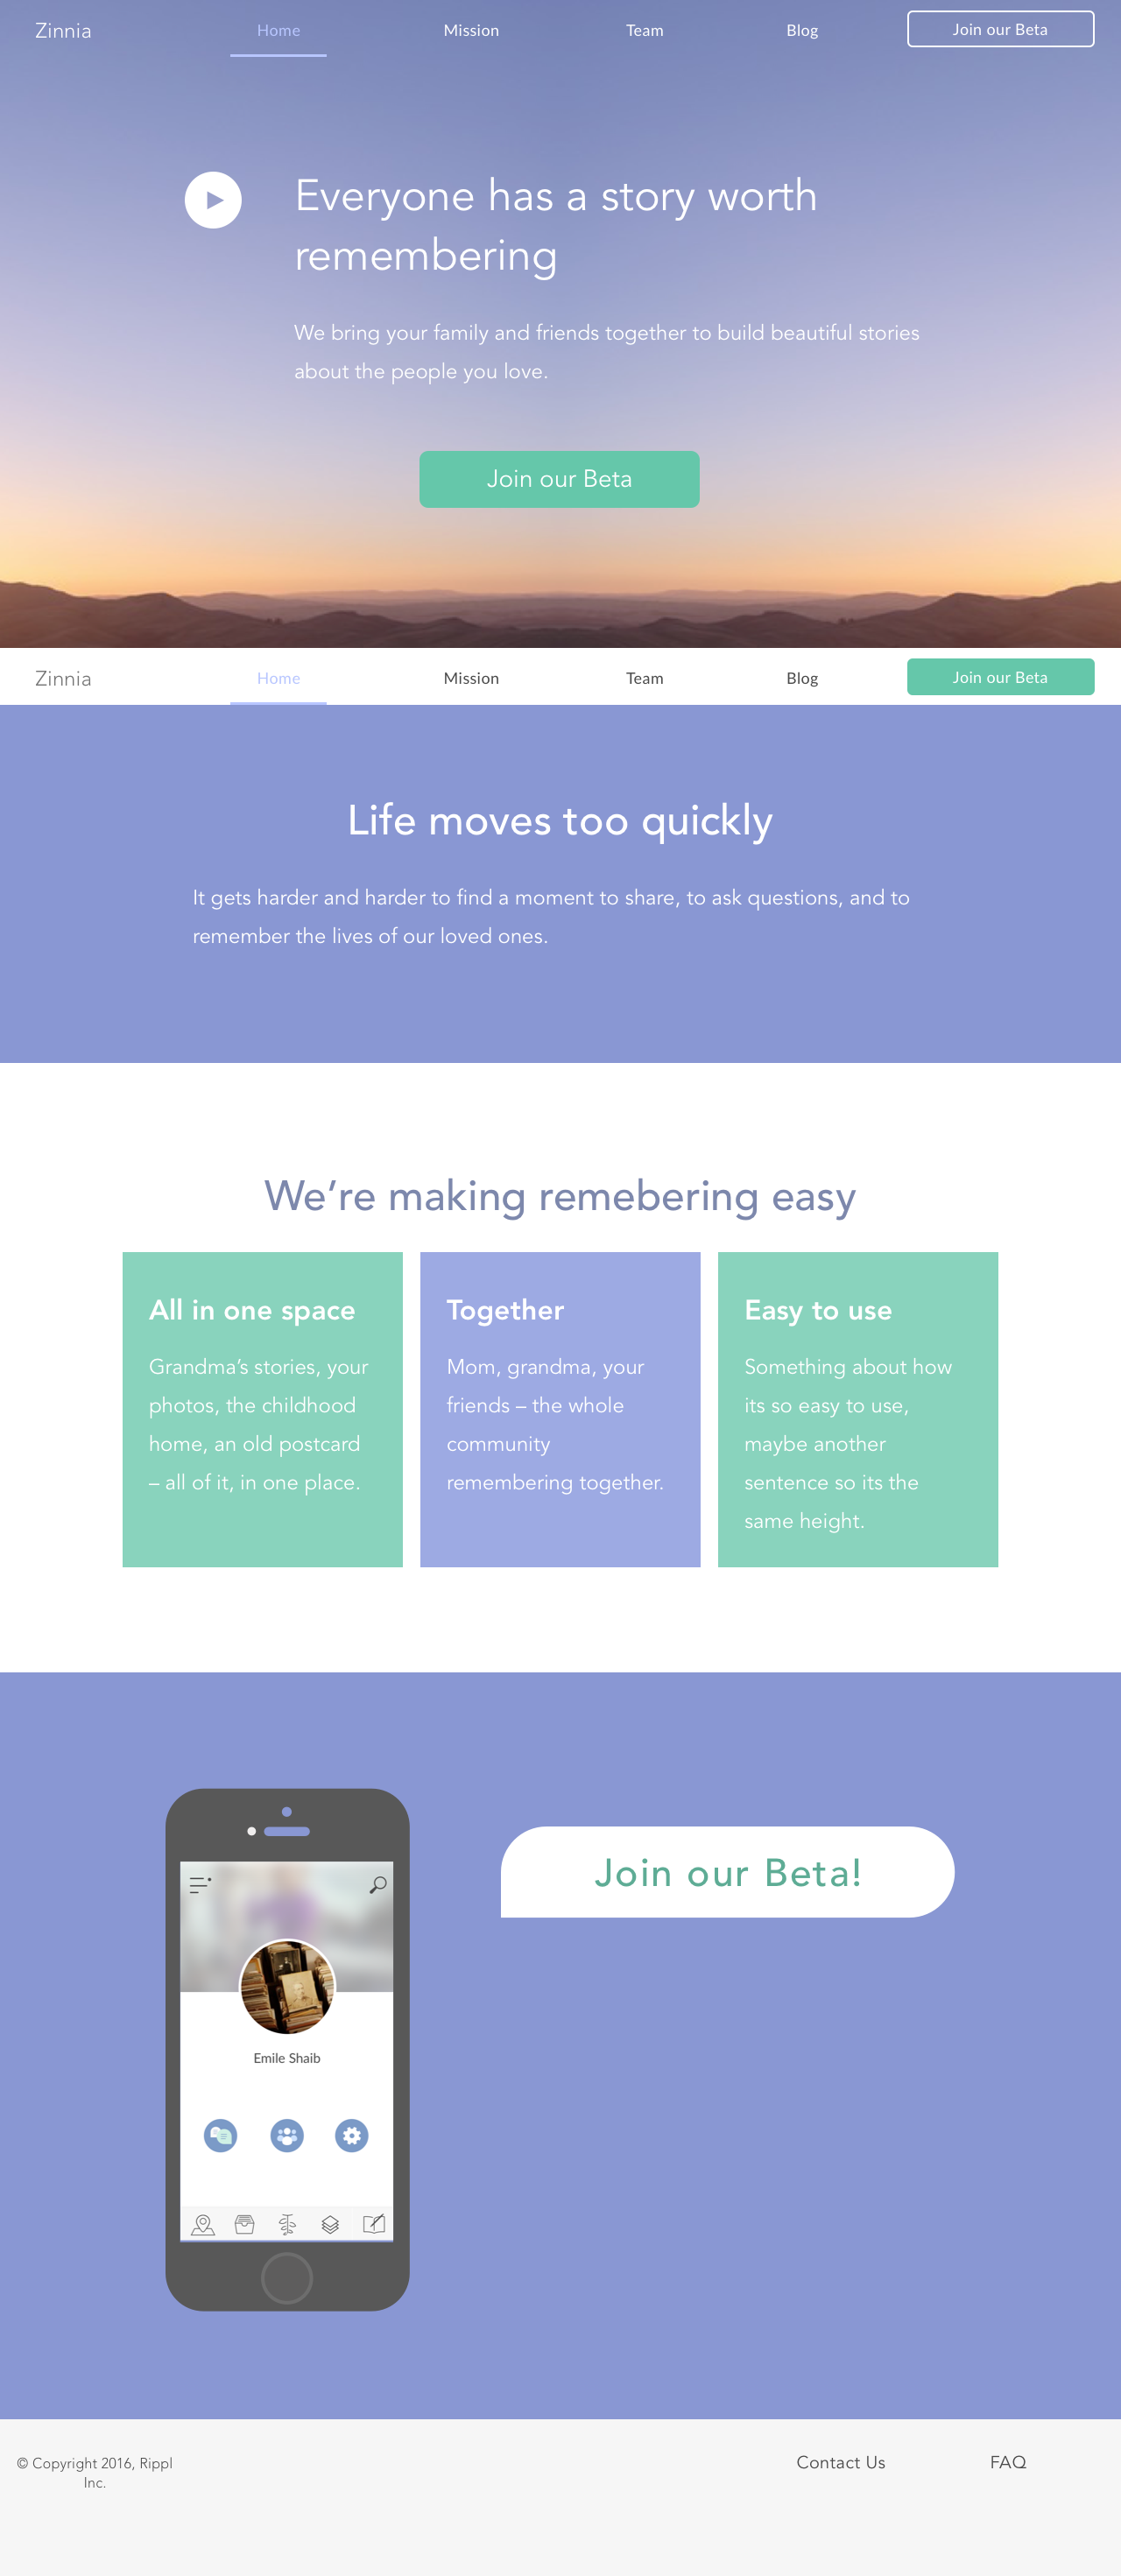 Zinnia Home Mission Team Blog Join our Beta
Everyone has a story worth
remembering
We bring your family and friends together to build beautiful stories
about the people you love.
Join our Beta
Zinnia Home Mission Team Blog Join our Beta
Life moves too quickly
It gets harder and harder to find a moment to share, to ask questions, and to
remember the lives of our loved ones.
We’re making remebering easy
All in one space
Grandma’s stories, your
photos, the childhood
home, an old postcard
– all of it, in one place.
Together
Mom, grandma, your
friends – the whole
community
remembering together.
Easy to use
Something about how
its so easy to use,
maybe another
sentence so its the
same height.
Join our Beta!
Emile Shaib
© Copyright 2016, Rippl
Inc.
Contact Us FAQ